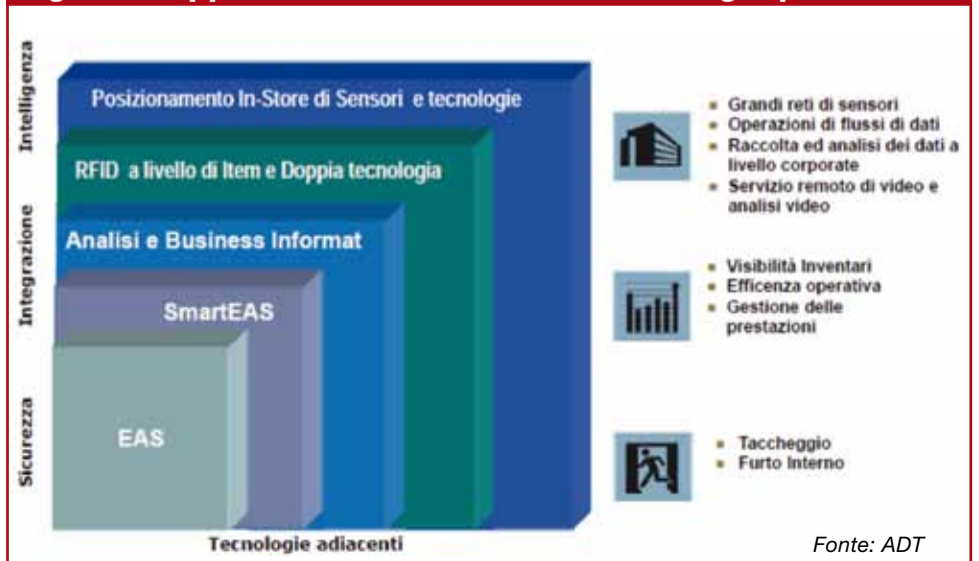 Intelligenza
Integrazione
Sicurezza
Posizionamento In-Store di Sensori e tecnologie
RFID a livello di Item e Doppia tecnologia
Analisi e Business Informat
SmartEAS
EAS
Tecnologie adiacenti
Grandi reti di sensori
Operazioni di flussi di dati
Raccolta ed analisi dei dati a
livello corporate
Servizio remoto di video e
analisi video
Visibilità Inventari
Efficenza operativa
Gestione delle
prestazioni
Taccheggio
Furto Interno
Fonte: ADT